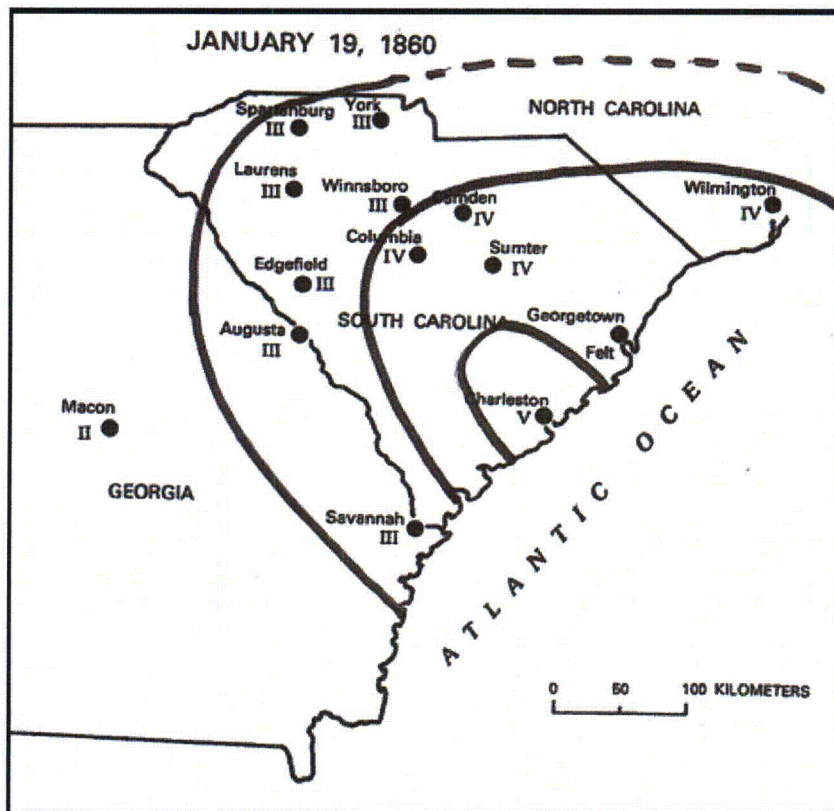 JANUARY 19, 1860
NORTH CAROLINA
Spartanburg
III
York
III
Laurens
III
Winnsboro
III
Camden
IV
Wilmington
IV
Columbia
IV
Sumter
IV
Edgefield
III
SOUTH CAROLINA
Georgetown
Felt
Augusta
III
Charleston
V
Macon
II
GEORGIA
Savannah
III
ATLANTIC OCEAN
0 50 100 KILOMETERS